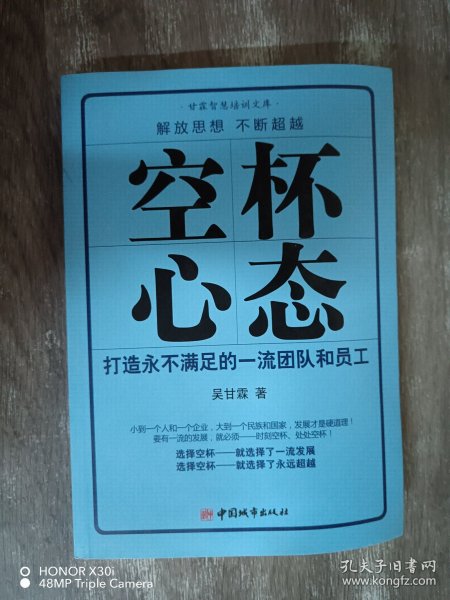 ·甘霖智慧培训文库·
解放思想 不断超越
空杯
心态
打造永不满足的一流团队和员工
吴甘霖 著
小到一个人和一个企业，大到一个民族和国家，发展才是硬道理！
要有一流的发展，就必须——时刻空杯、处处空杯！
选择空杯——就选择了一流发展
选择空杯——就选择了永远超越
中国城市出版社
HONOR X30i
48MP Triple Camera
孔夫子旧书网
www.kongfz.com